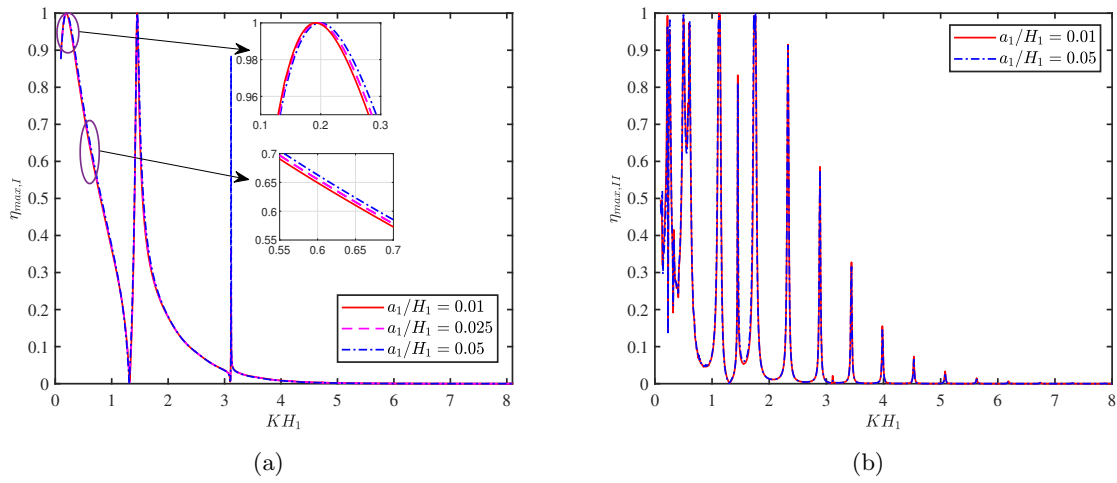 1
0.9
0.8
0.7
0.6
0.5
0.4
0.3
0.2
0.1
0
η_{max,I}
0 1 2 3 4 5 6 7 8
KH_1
1
0.98
0.96
0.1 0.2 0.3
0.7
0.65
0.6
0.55
0.55 0.6 0.65 0.7
a_1/H_1 = 0.01
a_1/H_1 = 0.025
a_1/H_1 = 0.05
(a)
1
0.9
0.8
0.7
0.6
0.5
0.4
0.3
0.2
0.1
0
η_{max,II}
0 1 2 3 4 5 6 7 8
KH_1
a_1/H_1 = 0.01
a_1/H_1 = 0.05
(b)